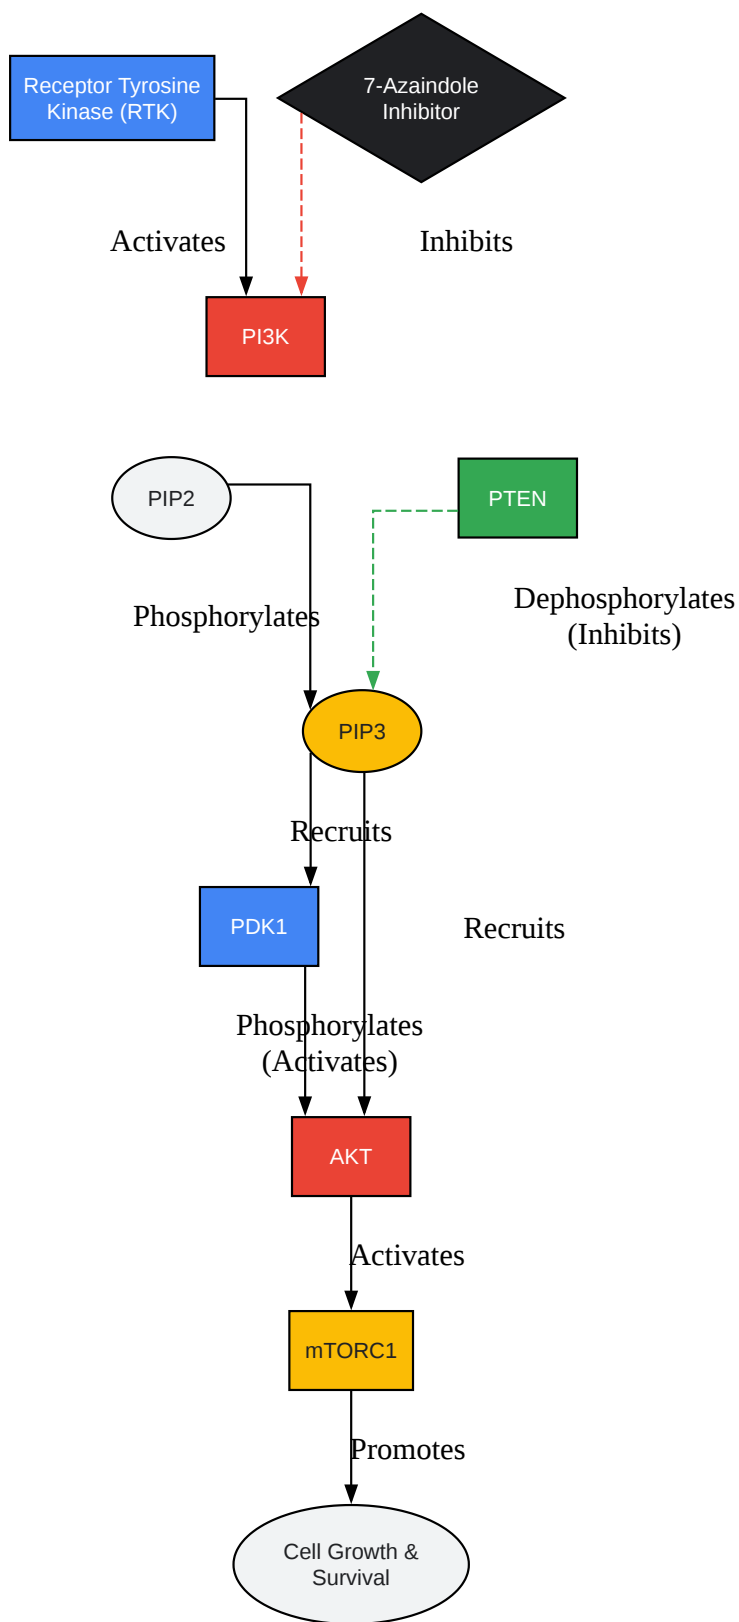 Receptor Tyrosine
Kinase (RTK)
7-Azaindole
Inhibitor
Activates
Inhibits
PI3K
PIP2
PTEN
Phosphorylates
Dephosphorylates
(Inhibits)
PIP3
Recruits
PDK1
Recruits
Phosphorylates
(Activates)
AKT
Activates
mTORC1
Promotes
Cell Growth &
Survival